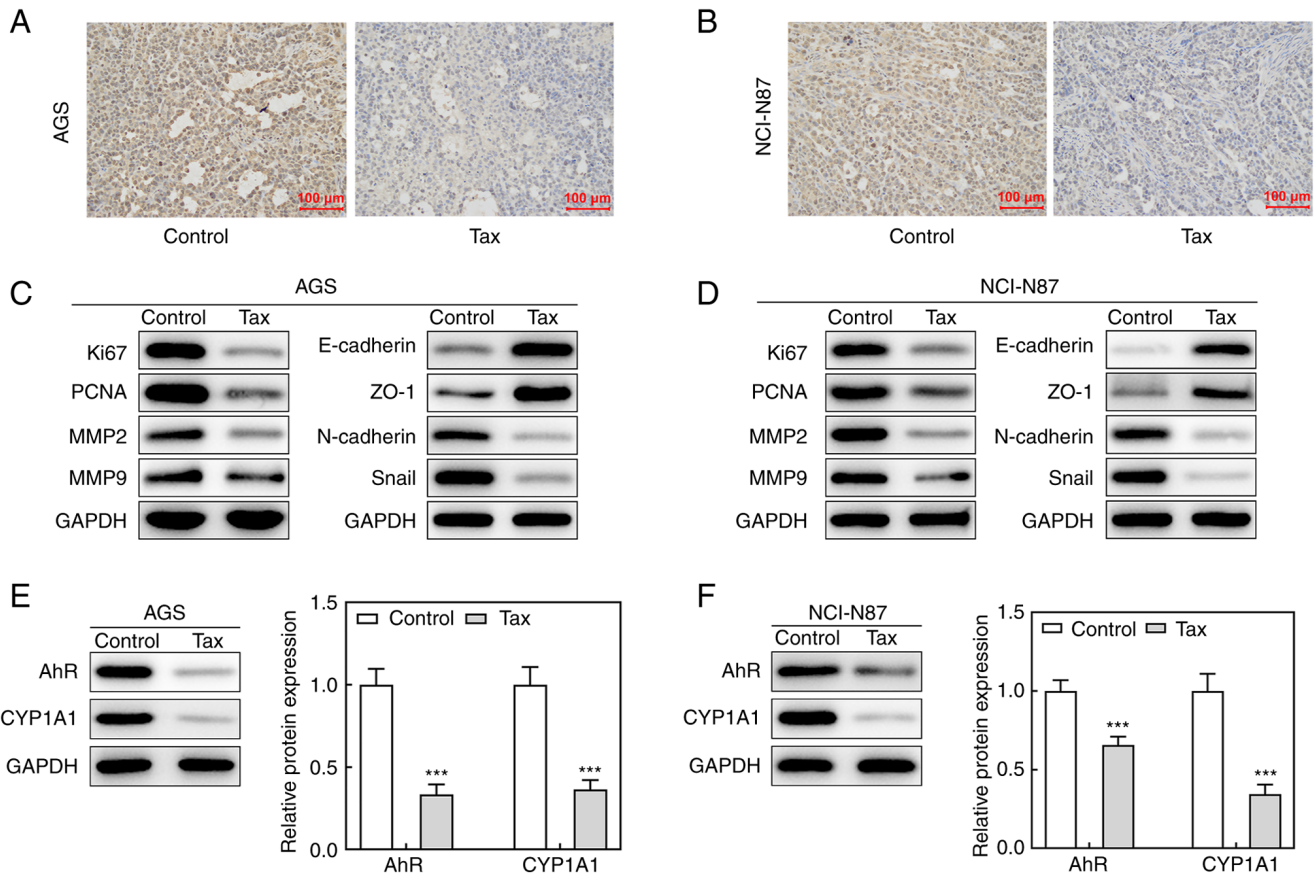 A
B
AGS
100 µm
100 µm
Control
Tax
NCI-N87
100 µm
100 µm
Control
Tax
C
AGS
Control
Tax
Control
Tax
Ki67
E-cadherin
PCNA
ZO-1
MMP2
N-cadherin
MMP9
Snail
GAPDH
GAPDH
D
NCI-N87
Control
Tax
Control
Tax
Ki67
E-cadherin
PCNA
ZO-1
MMP2
N-cadherin
MMP9
Snail
GAPDH
GAPDH
E
AGS
Control
Tax
AhR
CYP1A1
GAPDH
Relative protein expression
1.5
1.0
0.5
0.0
Control
Tax
***
***
AhR
CYP1A1
F
NCI-N87
Control
Tax
AhR
CYP1A1
GAPDH
Relative protein expression
1.5
1.0
0.5
0.0
Control
Tax
***
***
AhR
CYP1A1